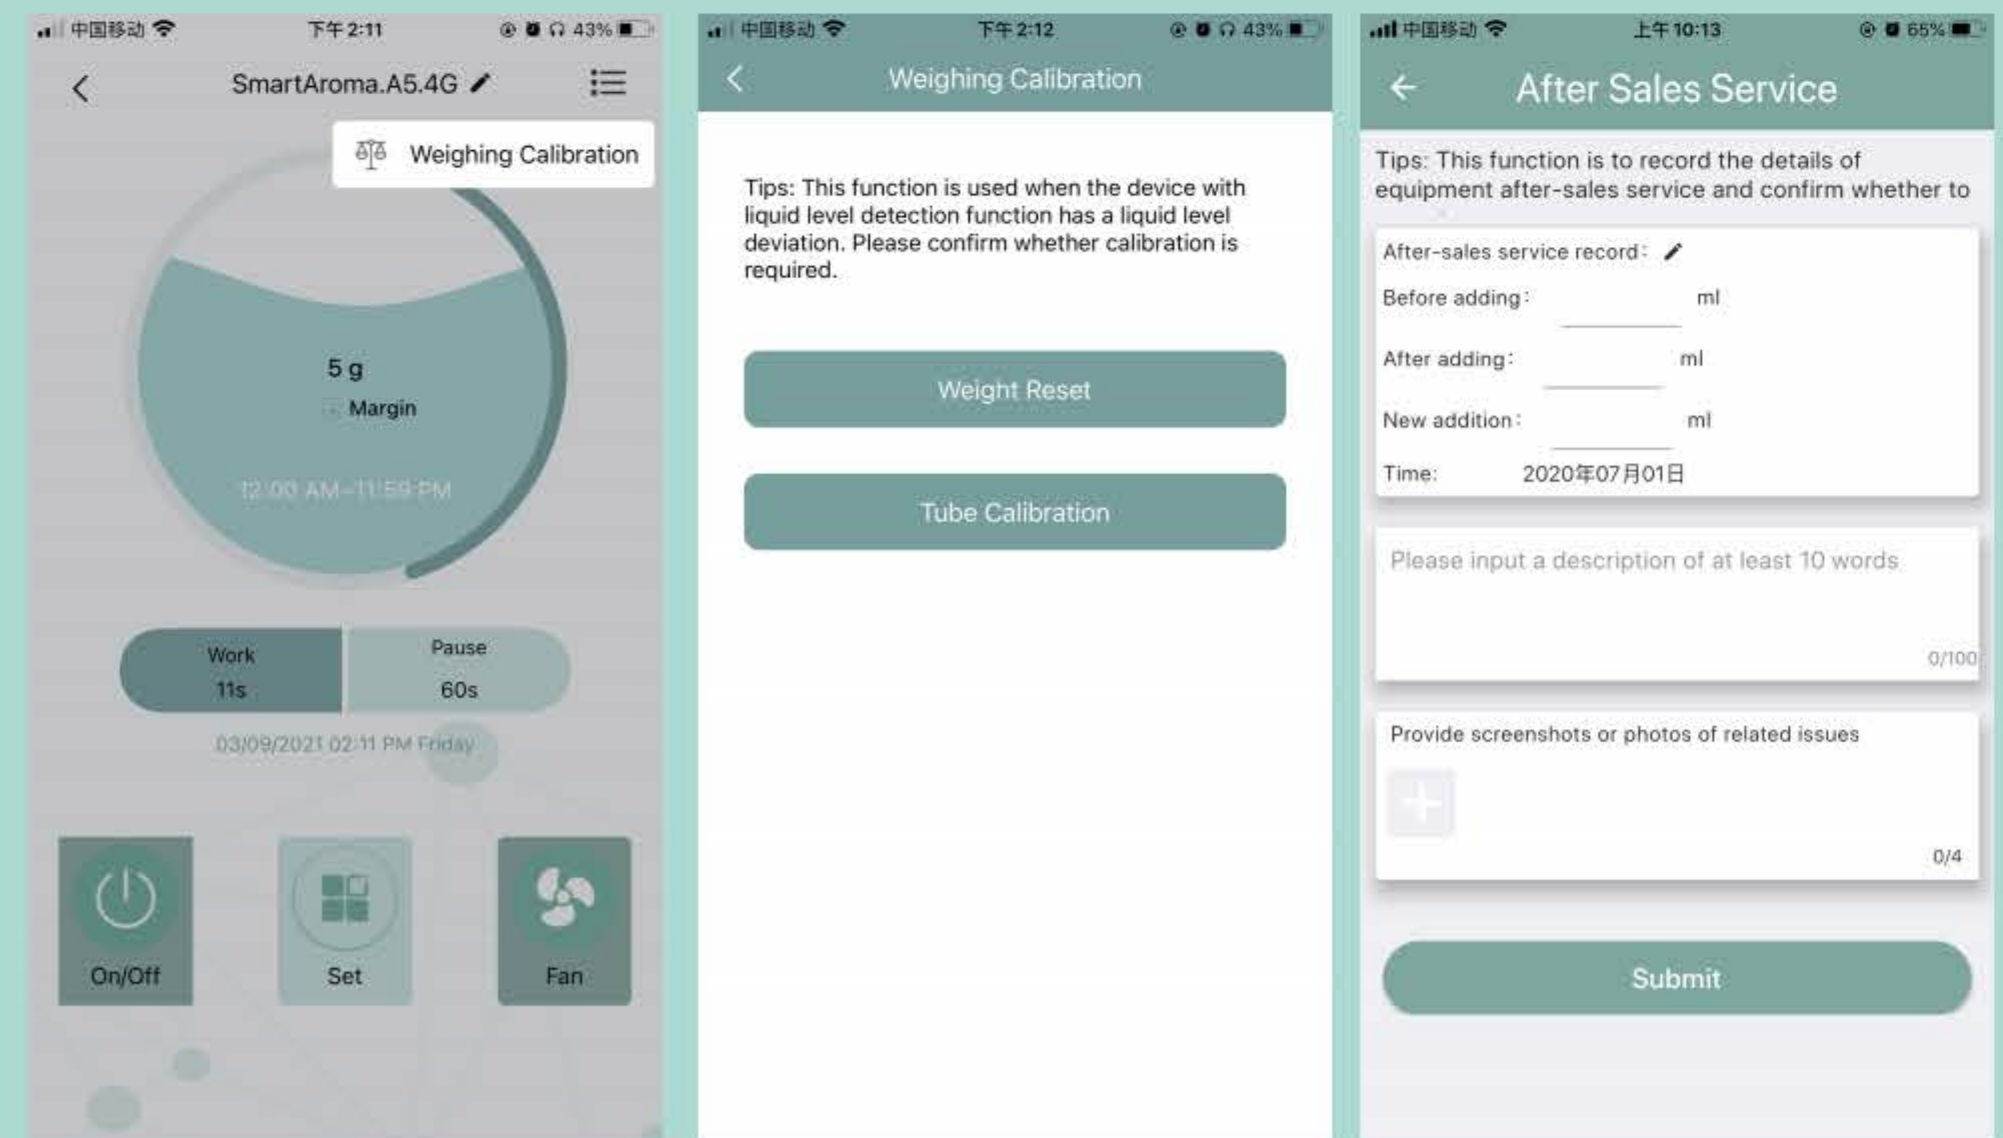 中国移动 下午2:11 43%
SmartAroma.A5.4G
Weighing Calibration
5 g
Margin
12:00 AM-11:59 PM
Work
11s
Pause
60s
03/09/2021 02:11 PM Friday
On/Off
Set
Fan
中国移动 下午2:12 43%
Weighing Calibration
Tips: This function is used when the device with
liquid level detection function has a liquid level
deviation. Please confirm whether calibration is
required.
Weight Reset
Tube Calibration
中国移动 上午10:13 65%
After Sales Service
Tips: This function is to record the details of
equipment after-sales service and confirm whether to
After-sales service record:
Before adding: ml
After adding: ml
New addition: ml
Time: 2020年07月01日
Please input a description of at least 10 words
0/100
Provide screenshots or photos of related issues
0/4
Submit